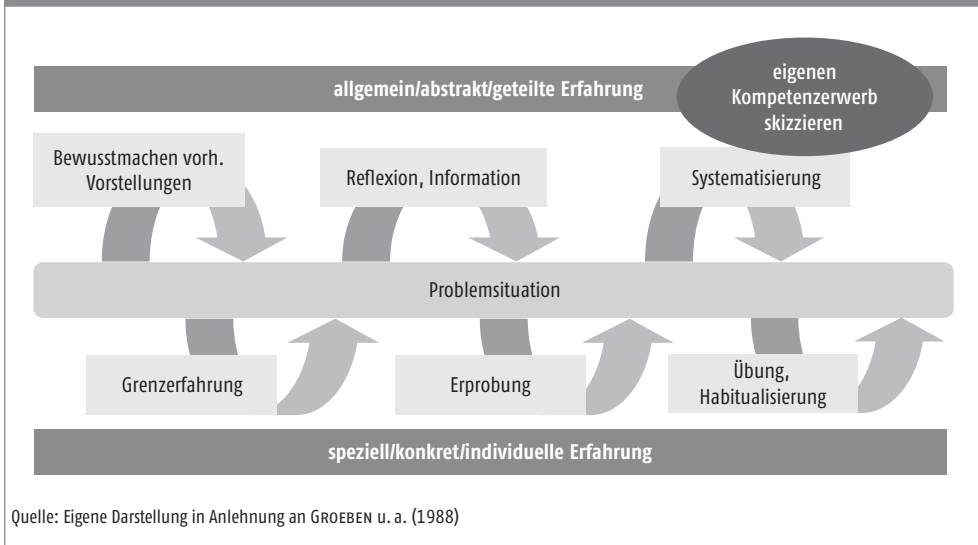 allgemein/abstrakt/geteilte Erfahrung
eigenen
Kompetenzerwerb
skizzieren
Bewusstmachen vorh.
Vorstellungen
Reflexion, Information
Systematisierung
Problemsituation
Grenzerfahrung
Erprobung
Übung,
Habitualisierung
speziell/konkret/individuelle Erfahrung
Quelle: Eigene Darstellung in Anlehnung an GROEBEN u. a. (1988)